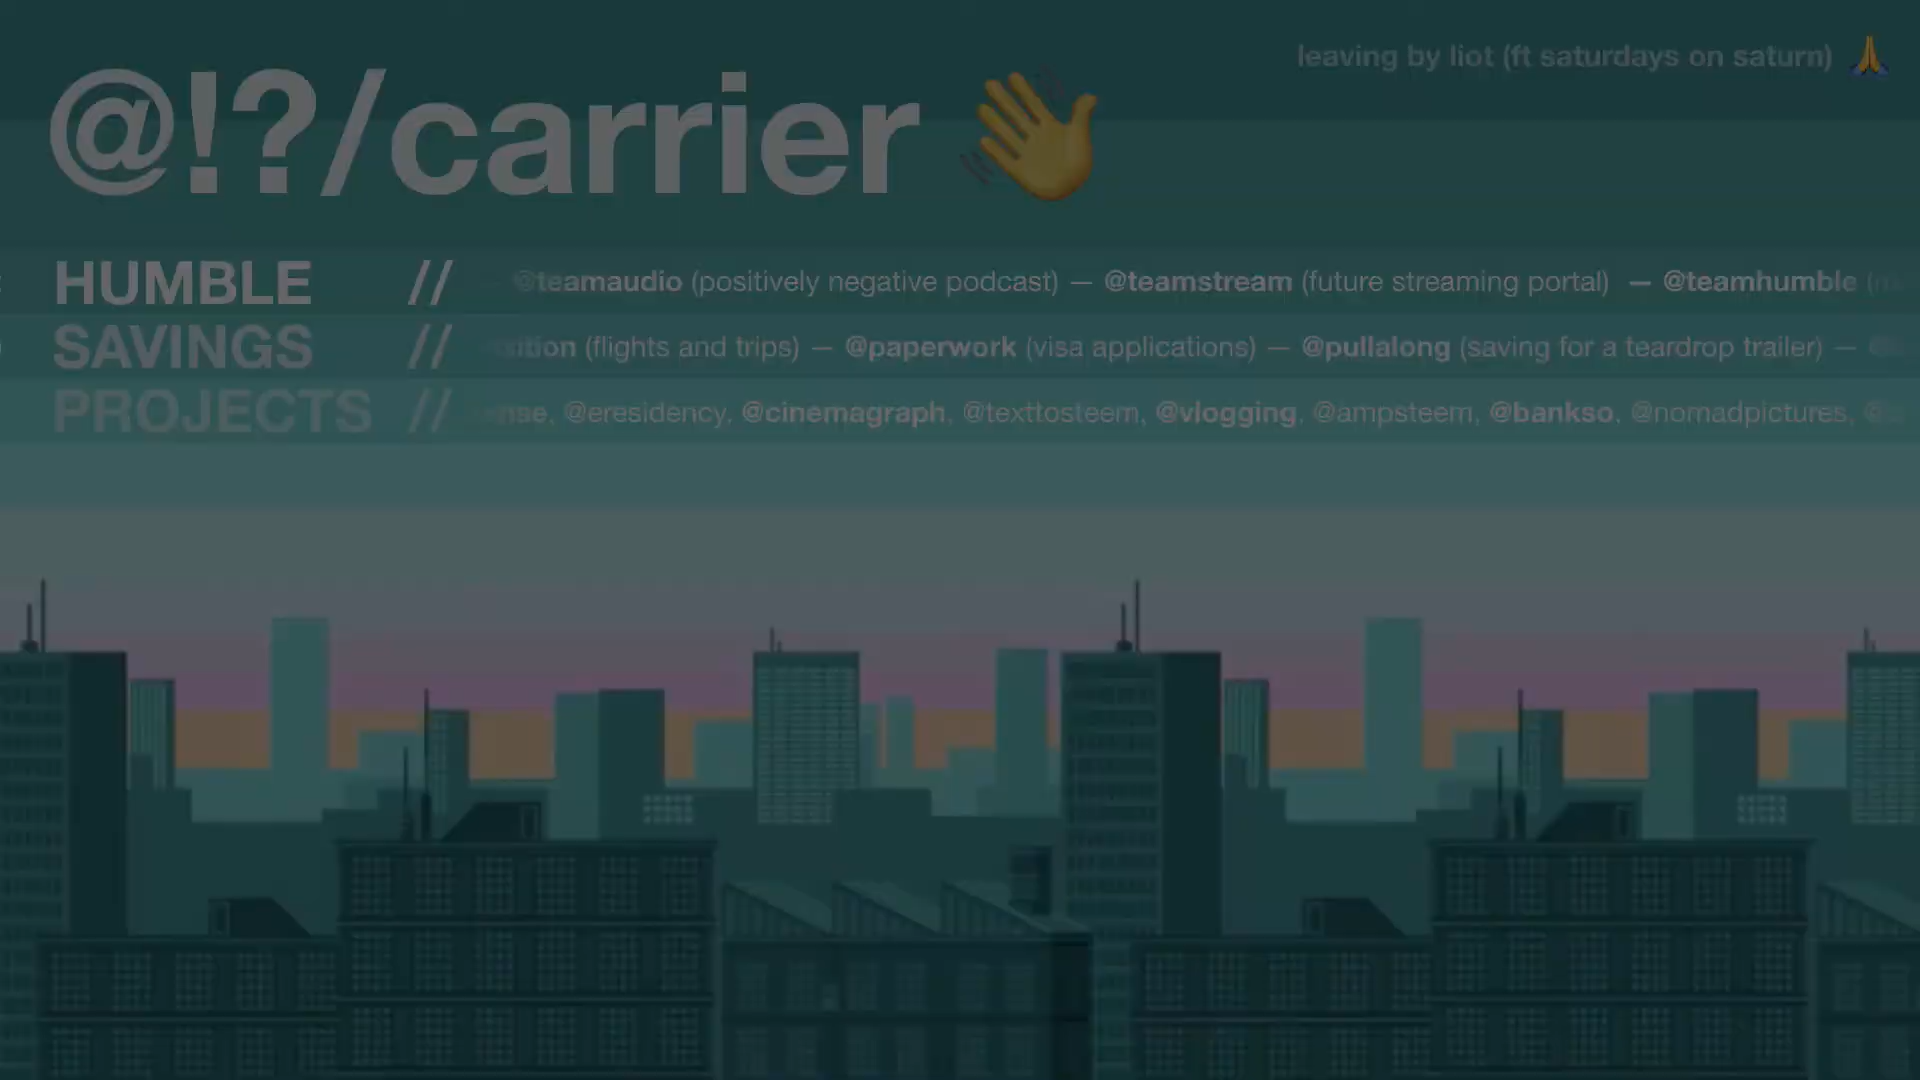 leaving by liot (ft saturdays on saturn) 🙏
@!?/carrier 👋
HUMBLE // — @teamaudio (positively negative podcast) — @teamstream (future streaming portal) — @teamhumble
SAVINGS // (flights and trips) — @paperwork (visa applications) — @pullalong (saving for a teardrop trailer) —
PROJECTS // @eresidency, @cinemagraph, @texttosteem, @vlogging, @ampsteem, @bankso, @nomadpictures,